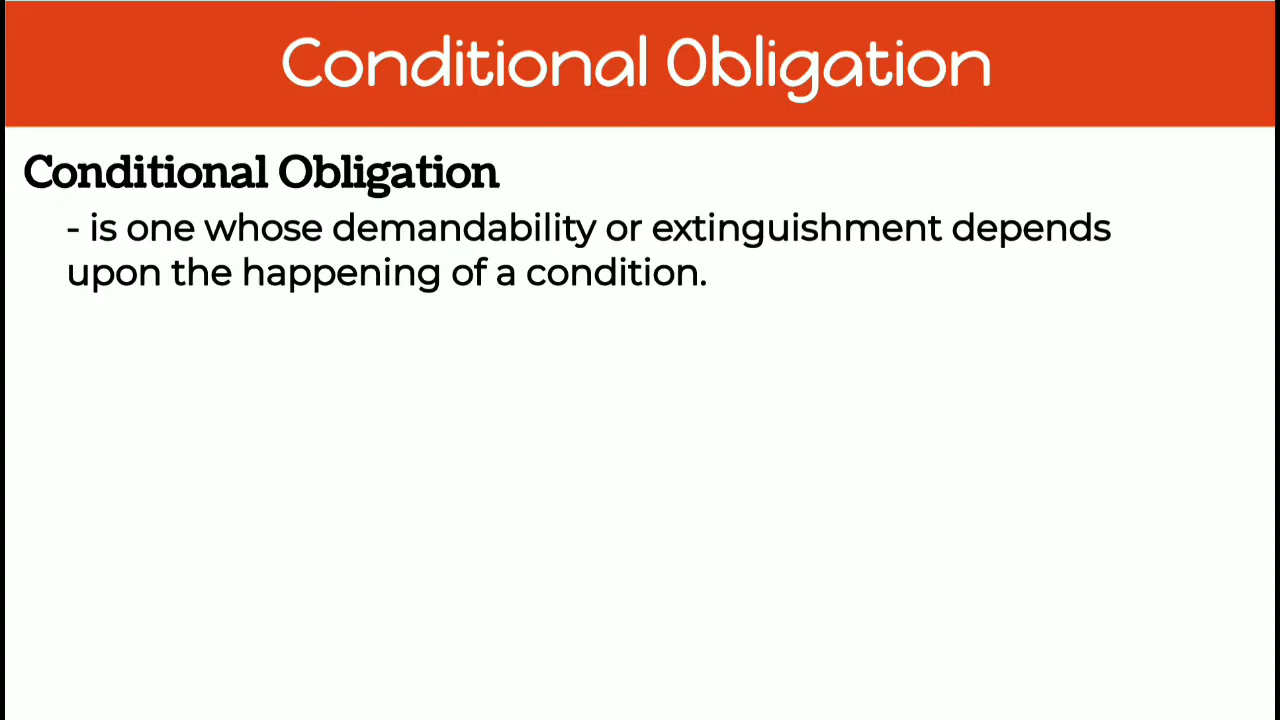 Conditional Obligation
Conditional Obligation
- is one whose demandability or extinguishment depends
upon the happening of a condition.